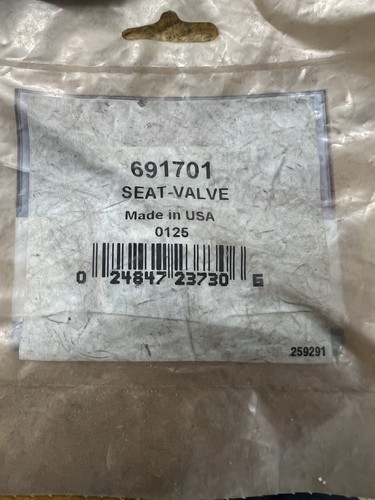 691701
SEAT-VALVE
Made in USA
0125
0 24847 23730 6
259291